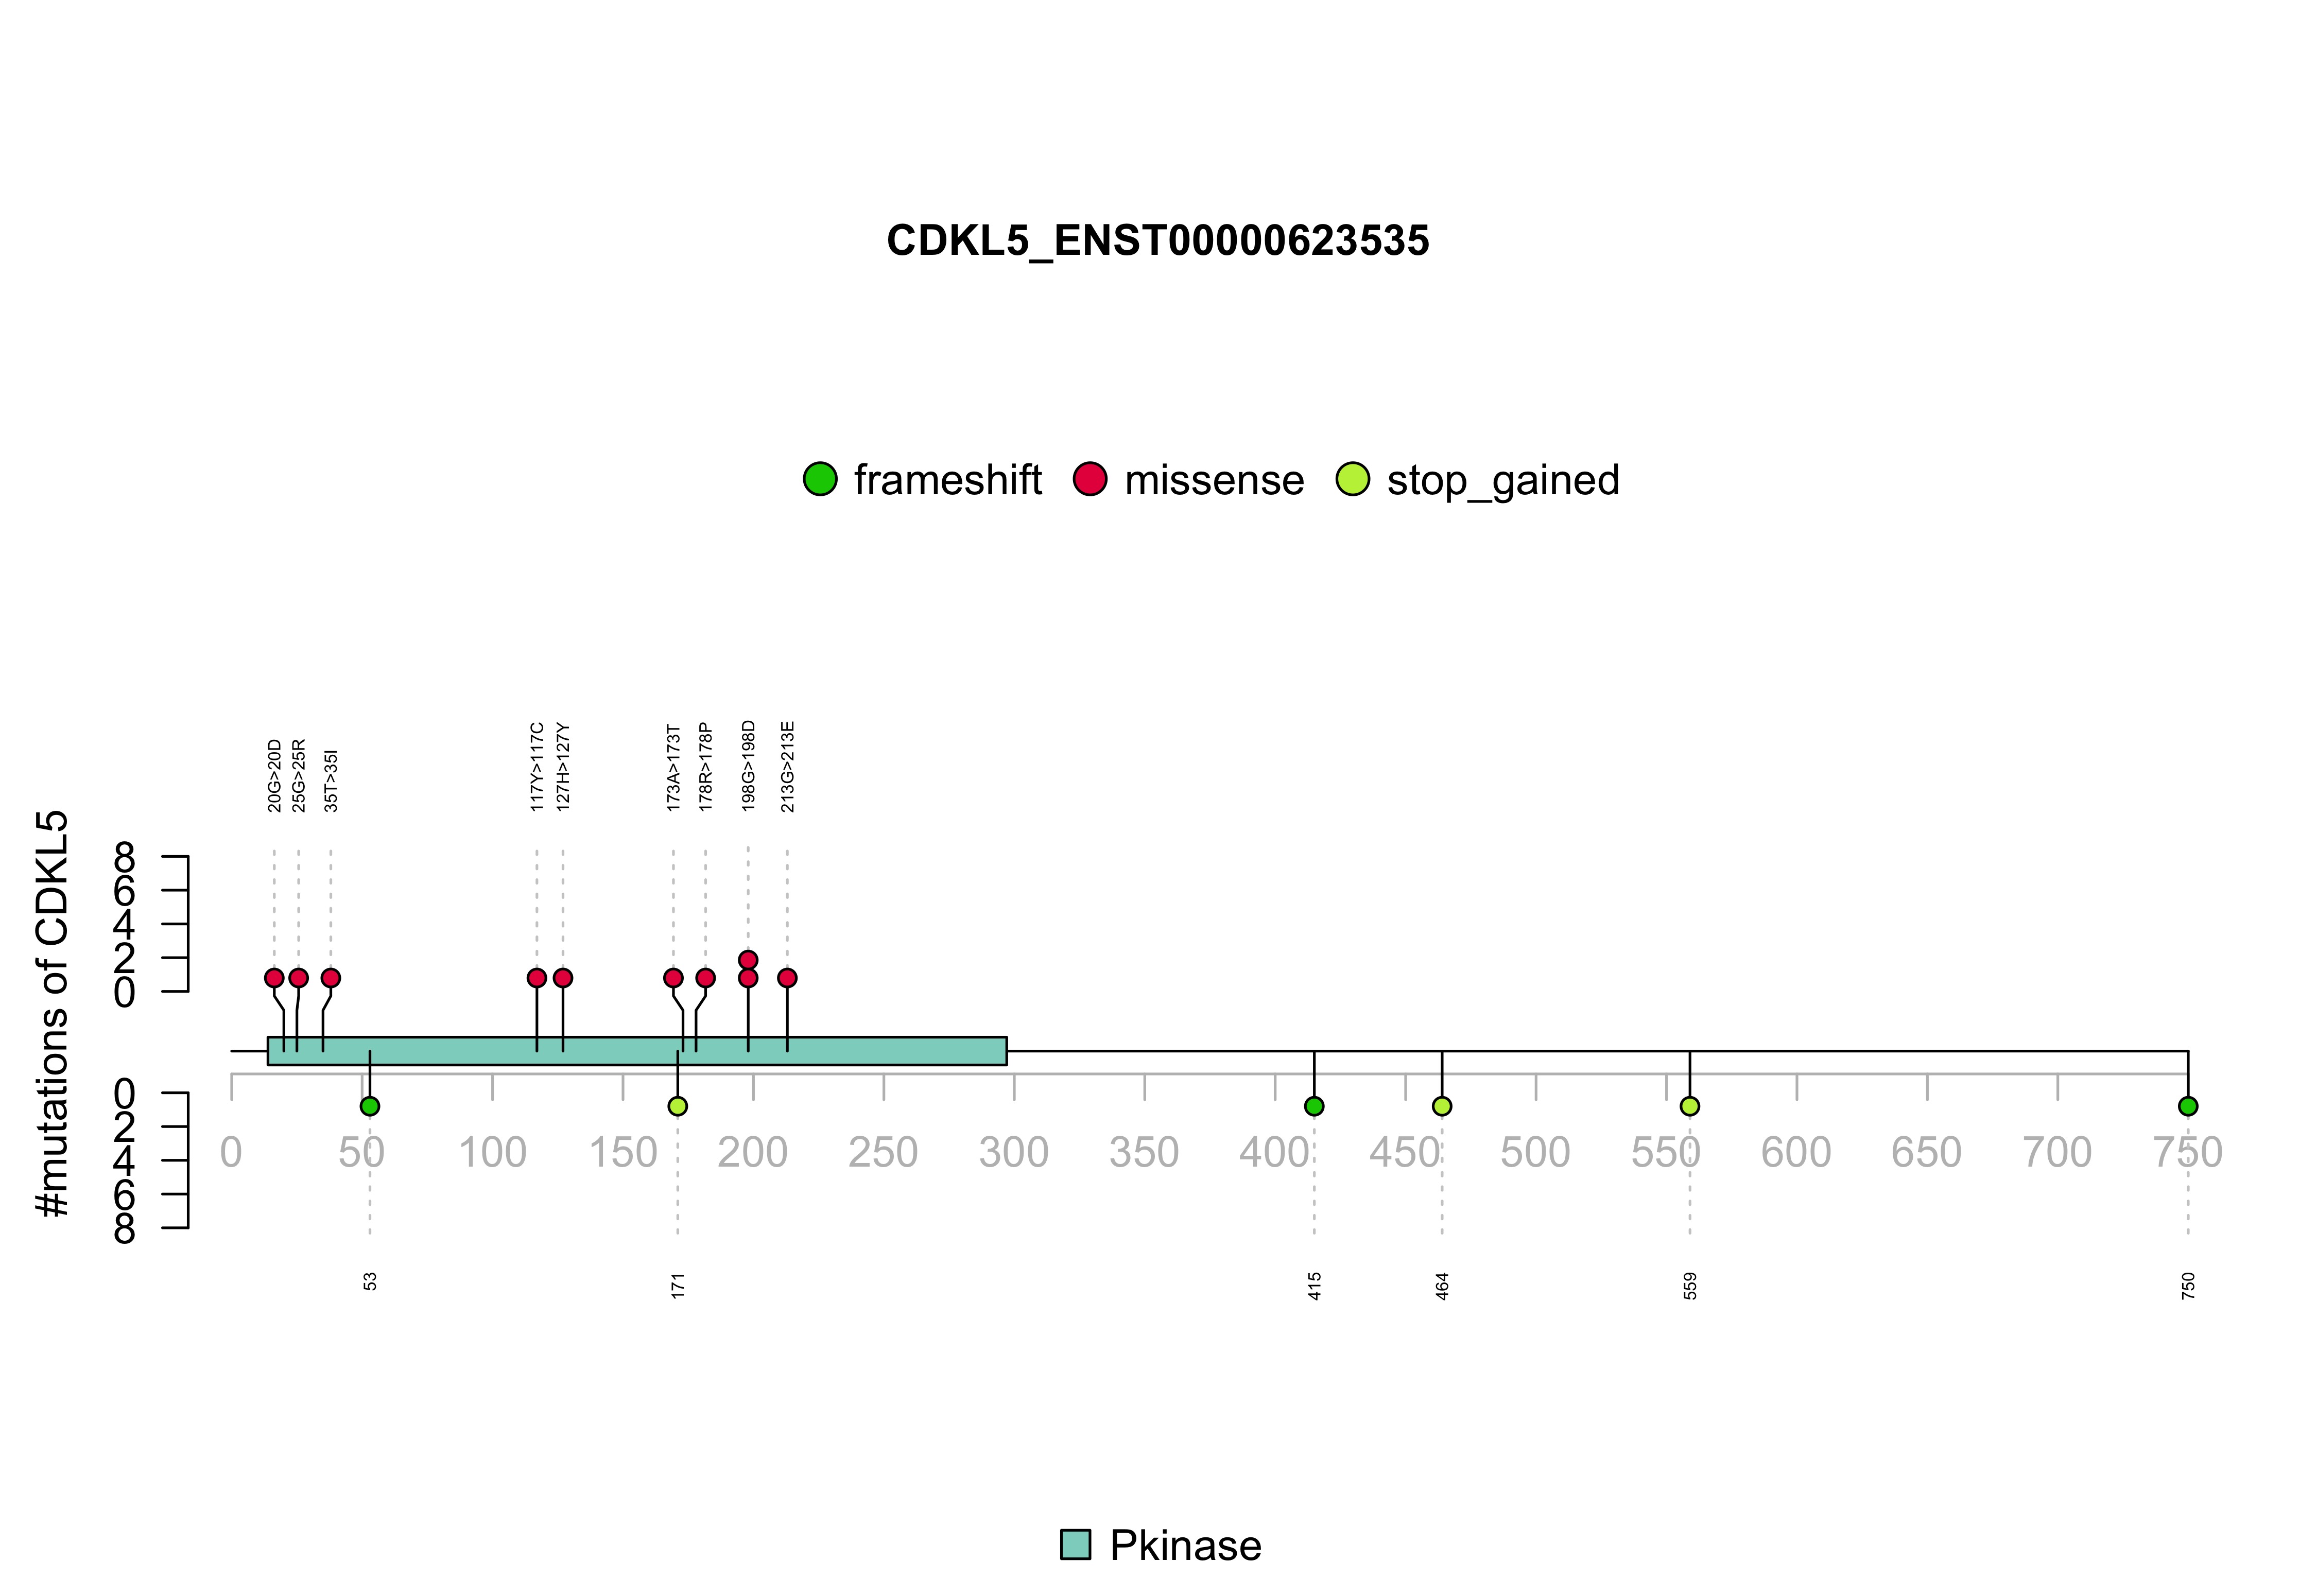 CDKL5_ENST00000623535
frameshift missense stop_gained
20G>20D
25G>25R
35T>35I
117Y>117C
127H>127Y
173A>173T
178R>178P
198G>198D
213G>213E
#mutations of CDKL5
8
6
4
2
0
0
2
4
6
8
0 50 100 150 200 250 300 350 400 450 500 550 600 650 700 750
53
171
415
464
559
750
Pkinase